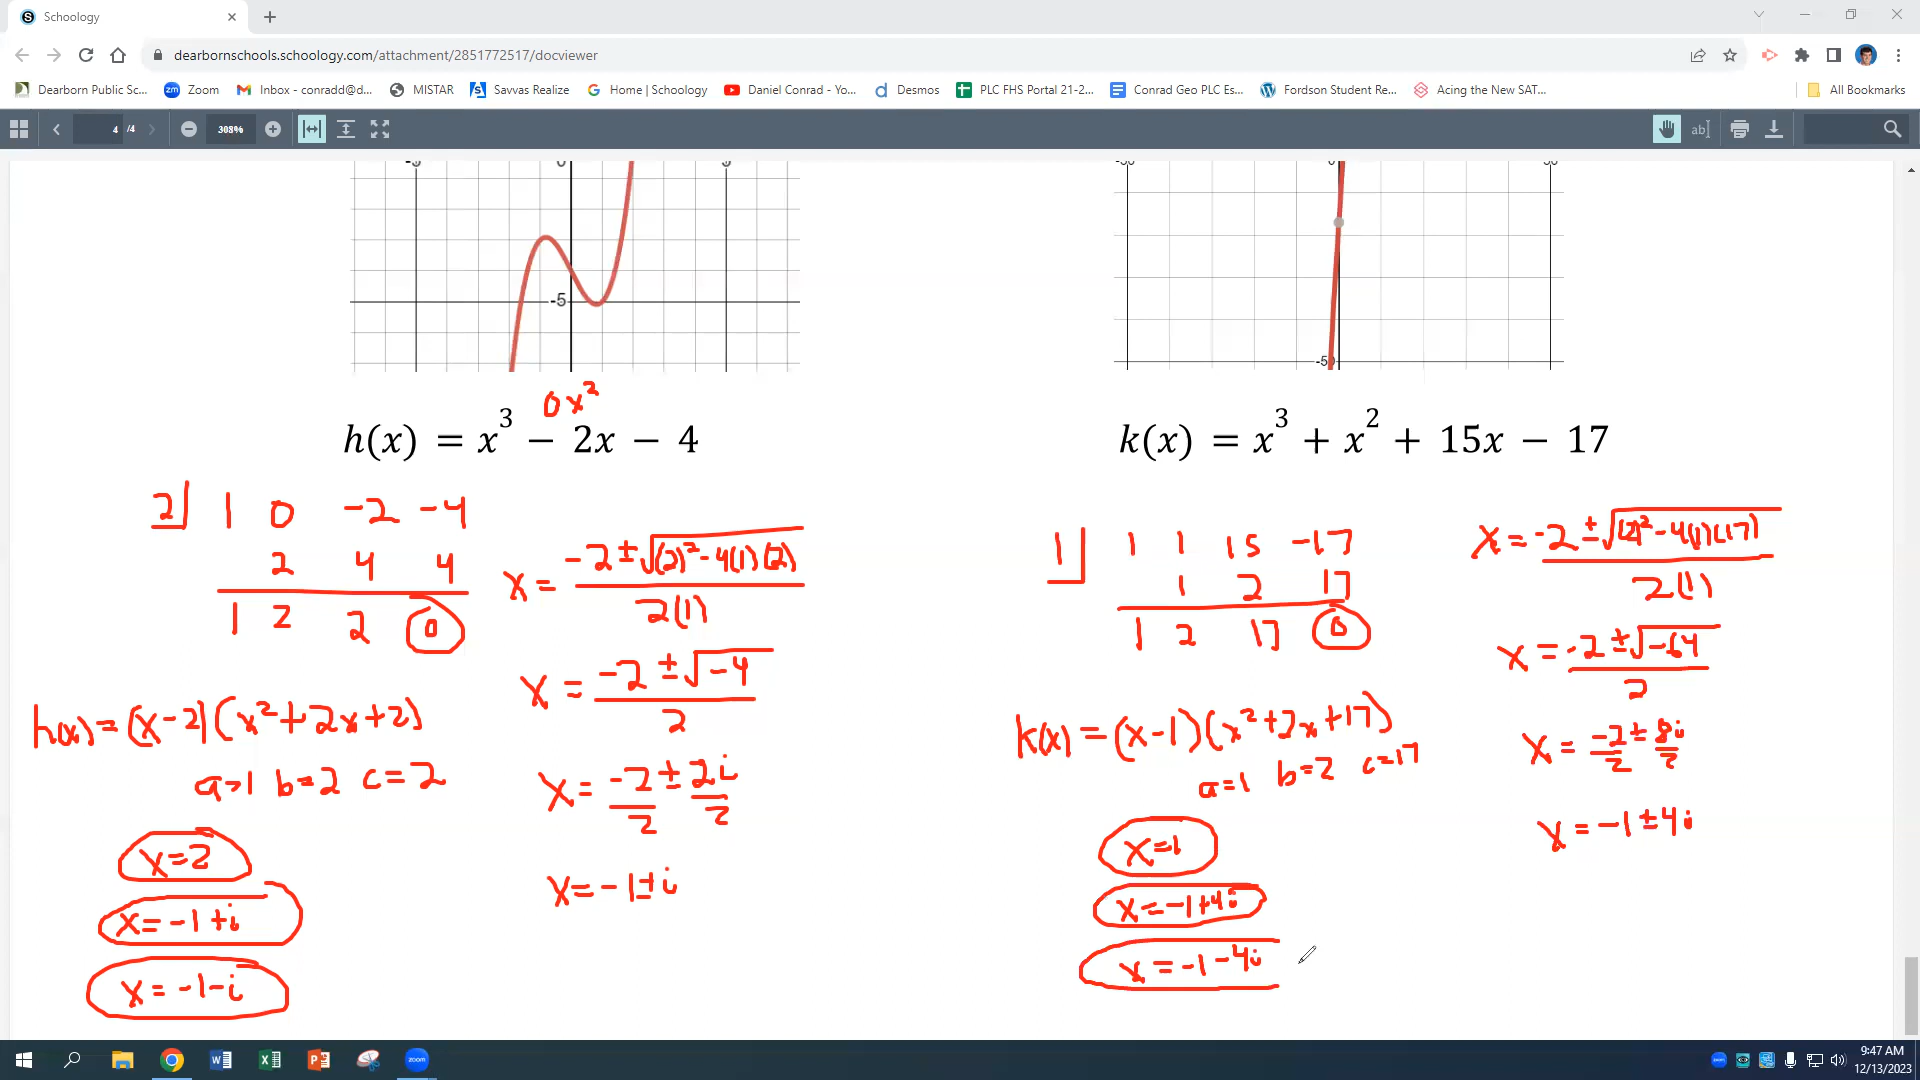 Schoology
dearbornschools.schoology.com/attachment/2851772517/docviewer
Dearborn Public Sc... Zoom Inbox - conradd@d... MISTAR Savvas Realize Home | Schoology Daniel Conrad - Yo... Desmos PLC FHS Portal 21-2... Conrad Geo PLC Es... Fordson Student Re... Acing the New SAT... All Bookmarks
4 /4 308%
0
-5
0
-5
0x²
h(x) = x³ − 2x − 4
2| 1 0 -2 -4
2 4 4
1 2 2 0
h(x)=(x-2)(x²+2x+2)
a=1 b=2 c=2
x=2
x=-1+i
x=-1-i
x = -2±√(2)²-4(1)(2)
2(1)
x = -2±√-4
2
x = -2 ± 2i
2 2
x=-1±i
k(x) = x³ + x² + 15x − 17
1| 1 1 15 -17
1 2 17
1 2 17 0
k(x)=(x-1)(x²+2x+17)
a=1 b=2 c=17
x=1
x=-1+4i
x=-1-4i
x=-2±√(2)²-4(1)(17)
2(1)
x=-2±√-64
2
x=-2±8i
2 2
x=-1±4i
zoom
9:47 AM
12/13/2023